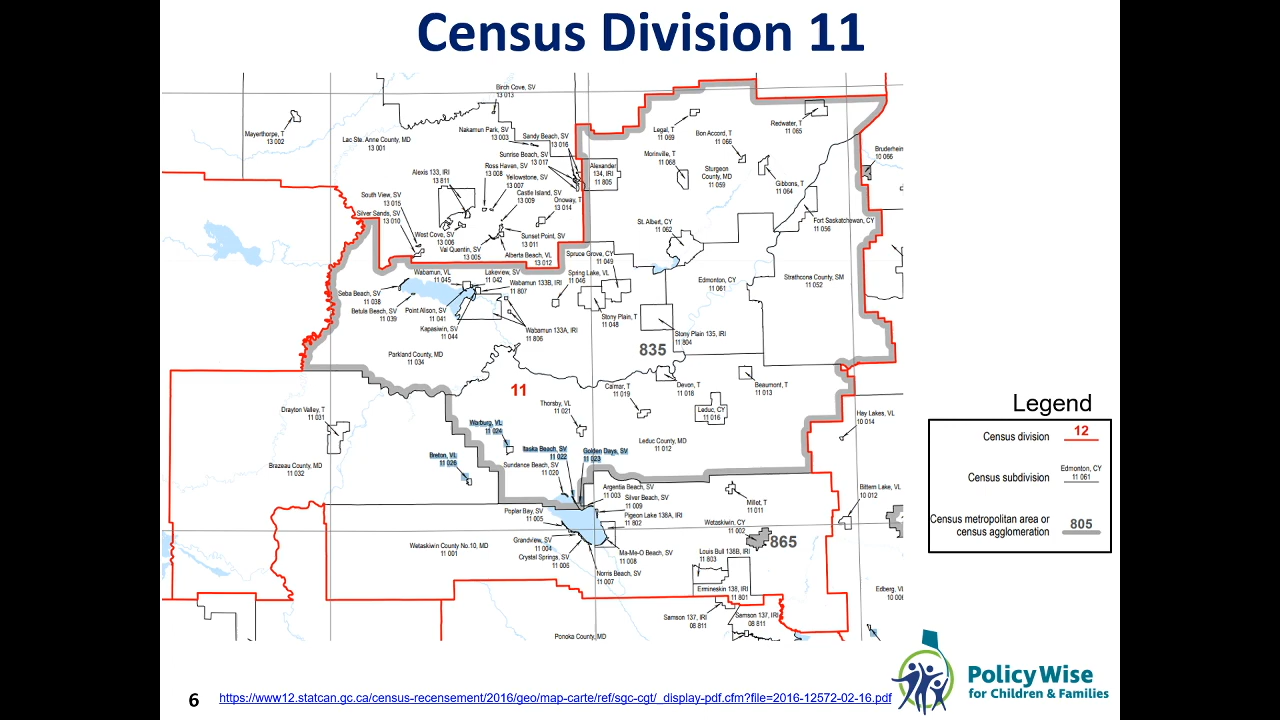 Census Division 11
Birch Cove, SV
13 013
Mayerthorpe, T
13 002
Lac Ste. Anne County, MD
13 001
Nakamun Park, SV
13 003
Sandy Beach, SV
13 016
Sunrise Beach, SV
13 017
Ross Haven, SV
13 008
Yellowstone, SV
13 007
Castle Island, SV
13 009
Onoway, T
13 014
Alexis 133, IRI
13 811
Alexander
134, IRI
11 805
South View, SV
13 015
Silver Sands, SV
13 010
West Cove, SV
13 006
Val Quentin, SV
13 005
Sunset Point, SV
13 011
Alberta Beach, VL
13 012
Legal, T
11 069
Bon Accord, T
11 066
Redwater, T
11 065
Morinville, T
11 068
Sturgeon
County, MD
11 059
Gibbons, T
11 064
Bruderheim
10 066
St. Albert, CY
11 062
Fort Saskatchewan, CY
11 056
Spruce Grove, CY
11 049
Spring Lake, VL
11 046
Edmonton, CY
11 061
Strathcona County, SM
11 052
Wabamun, VL
11 045
Lakeview, SV
11 042
Wabamun 133B, IRI
11 807
Seba Beach, SV
11 038
Betula Beach, SV
11 039
Point Alison, SV
11 041
Kapasiwin, SV
11 044
Wabamun 133A, IRI
11 806
Stony Plain, T
11 048
Stony Plain 135, IRI
11 804
835
Parkland County, MD
11 034
11
Calmar, T
11 019
Devon, T
11 018
Beaumont, T
11 013
Drayton Valley, T
11 031
Thorsby, VL
11 021
Leduc, CY
11 016
Warburg, VL
11 024
Leduc County, MD
11 012
Hay Lakes, VL
10 014
Breton, VL
11 026
Itaska Beach, SV
11 022
Golden Days, SV
11 023
Brazeau County, MD
11 032
Sundance Beach, SV
11 020
Argentia Beach, SV
11 003
Silver Beach, SV
11 009
Pigeon Lake 138A, IRI
11 802
Millet, T
11 011
Bittern Lake, VL
10 012
Poplar Bay, SV
11 005
Wetaskiwin, CY
11 002
865
Wetaskiwin County No.10, MD
11 001
Grandview, SV
11 004
Crystal Springs, SV
11 006
Ma-Me-O Beach, SV
11 008
Norris Beach, SV
11 007
Louis Bull 138B, IRI
11 803
Ermineskin 138, IRI
11 801
Samson 137, IRI
08 811
Samson 137, IRI
08 811
Ponoka County, MD
Legend
Census division
12
Census subdivision
Edmonton, CY
11 061
Census metropolitan area or
census agglomeration
805
6
https://www12.statcan.gc.ca/census-recensement/2016/geo/map-carte/ref/sgc-cgt/_display-pdf.cfm?file=2016-12572-02-16.pdf
PolicyWise
for Children & Families